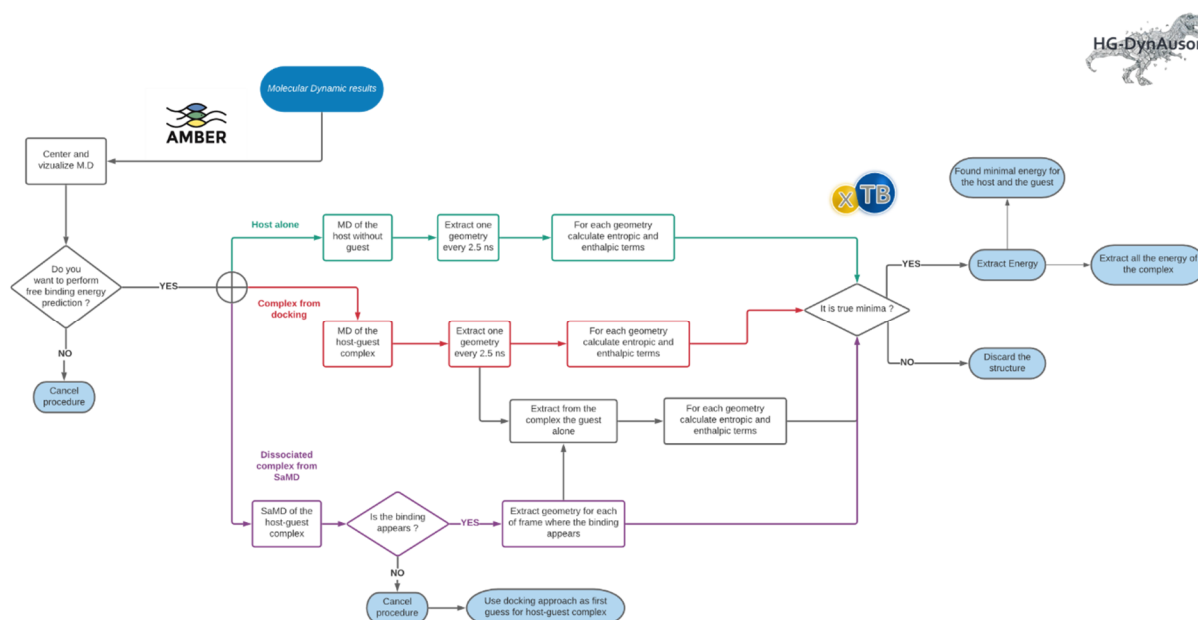 HG-DynAuson
Molecular Dynamic results
AMBER
Center and
vizualize M.D
xTB
Found minimal energy for
the host and the guest
Host alone
MD of the
host without
guest
Extract one
geometry
every 2.5 ns
For each geometry
calculate entropic and
enthalpic terms
Do you
want to perform
free binding energy
prediction ?
YES
YES
Extract Energy
Extract all the energy of
the complex
It is true minima ?
Complex from
docking
MD of the
host-guest
complex
Extract one
geometry
every 2.5 ns
For each geometry
calculate entropic and
enthalpic terms
NO
NO
Discard the
structure
Cancel
procedure
Extract from the
complex the guest
alone
For each geometry
calculate entropic and
enthalpic terms
Dissociated
complex from
SaMD
SaMD of the
host-guest
complex
Is the binding
appears ?
YES
Extract geometry for each
of frame where the binding
appears
NO
Cancel
procedure
Use docking approach as first
guess for host-guest complex